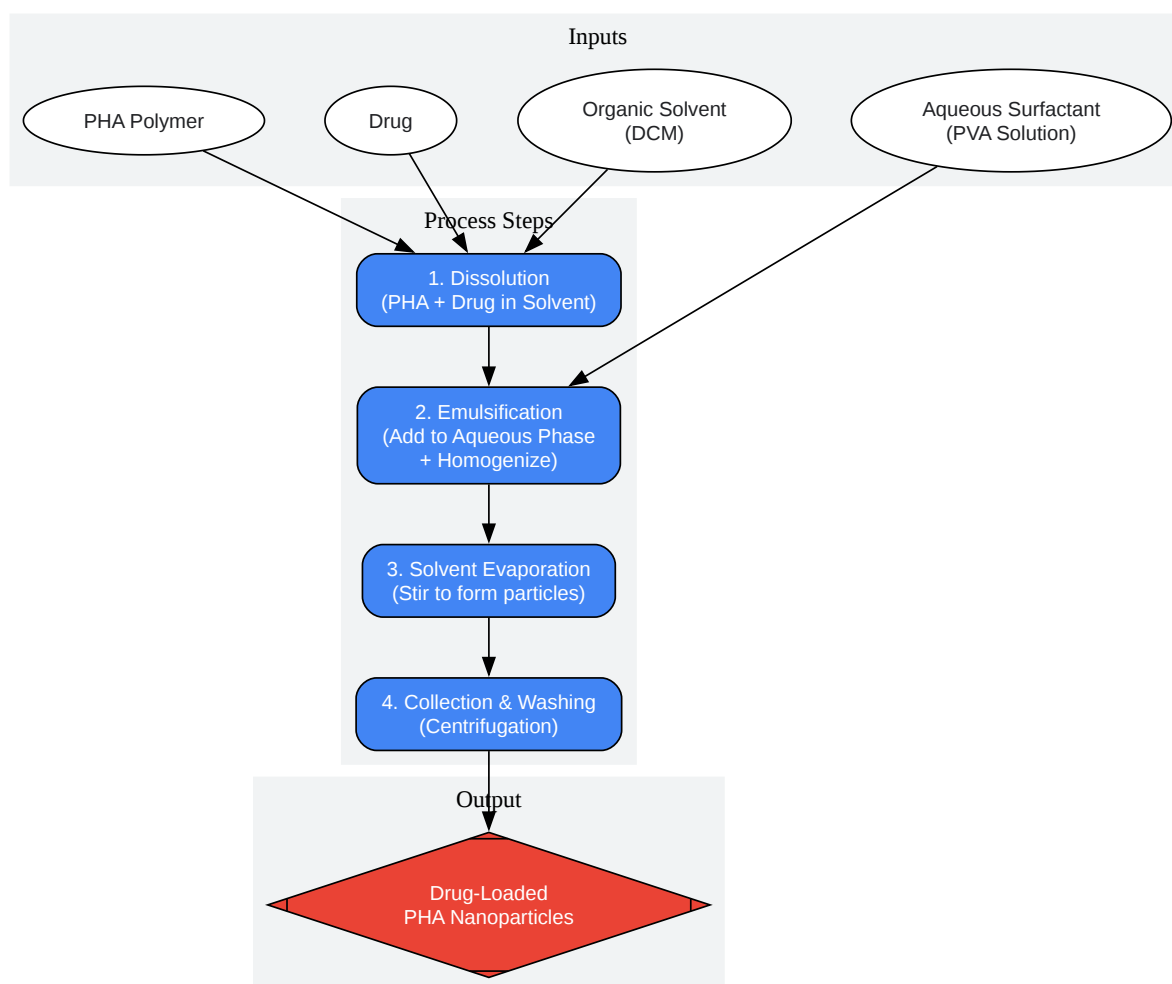 Inputs
PHA Polymer
Drug
Organic Solvent
(DCM)
Aqueous Surfactant
(PVA Solution)
Process Steps
1. Dissolution
(PHA + Drug in Solvent)
2. Emulsification
(Add to Aqueous Phase
+ Homogenize)
3. Solvent Evaporation
(Stir to form particles)
4. Collection & Washing
(Centrifugation)
Output
Drug-Loaded
PHA Nanoparticles